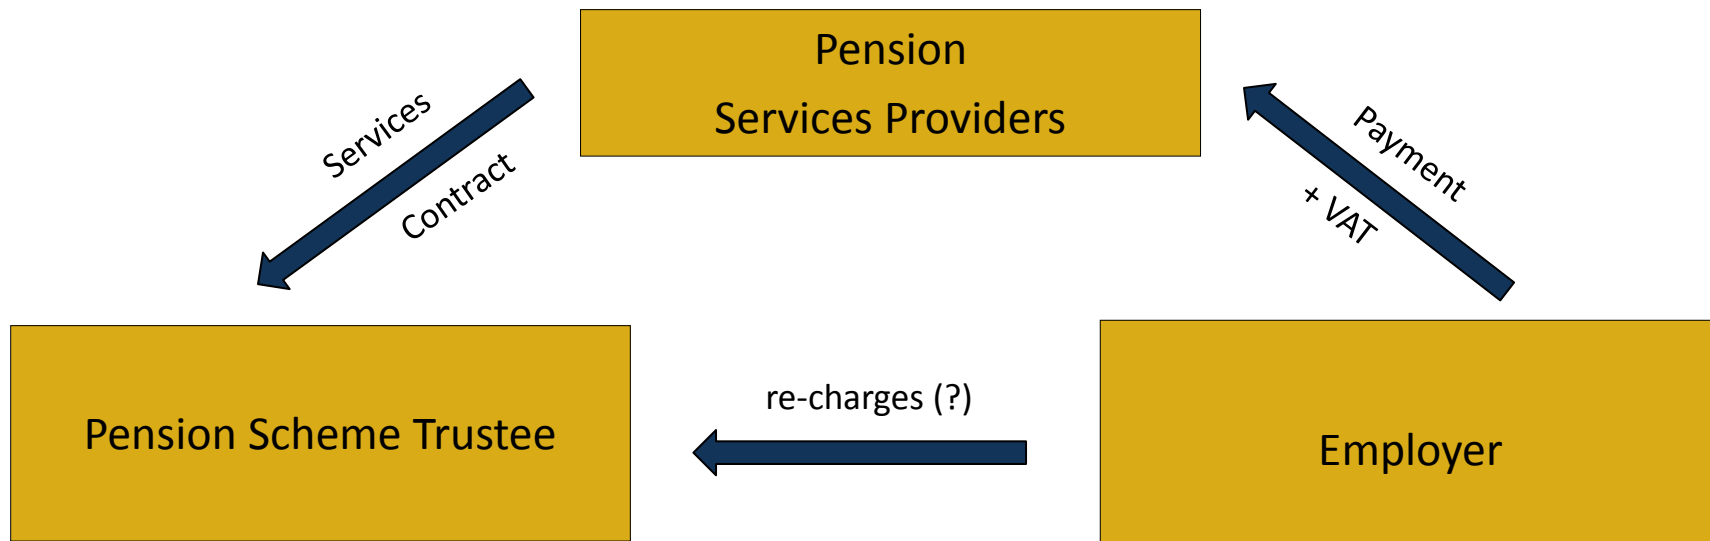 Pension
Services Providers
Services
Contract
Payment
+ VAT
Pension Scheme Trustee
re-charges (?)
Employer